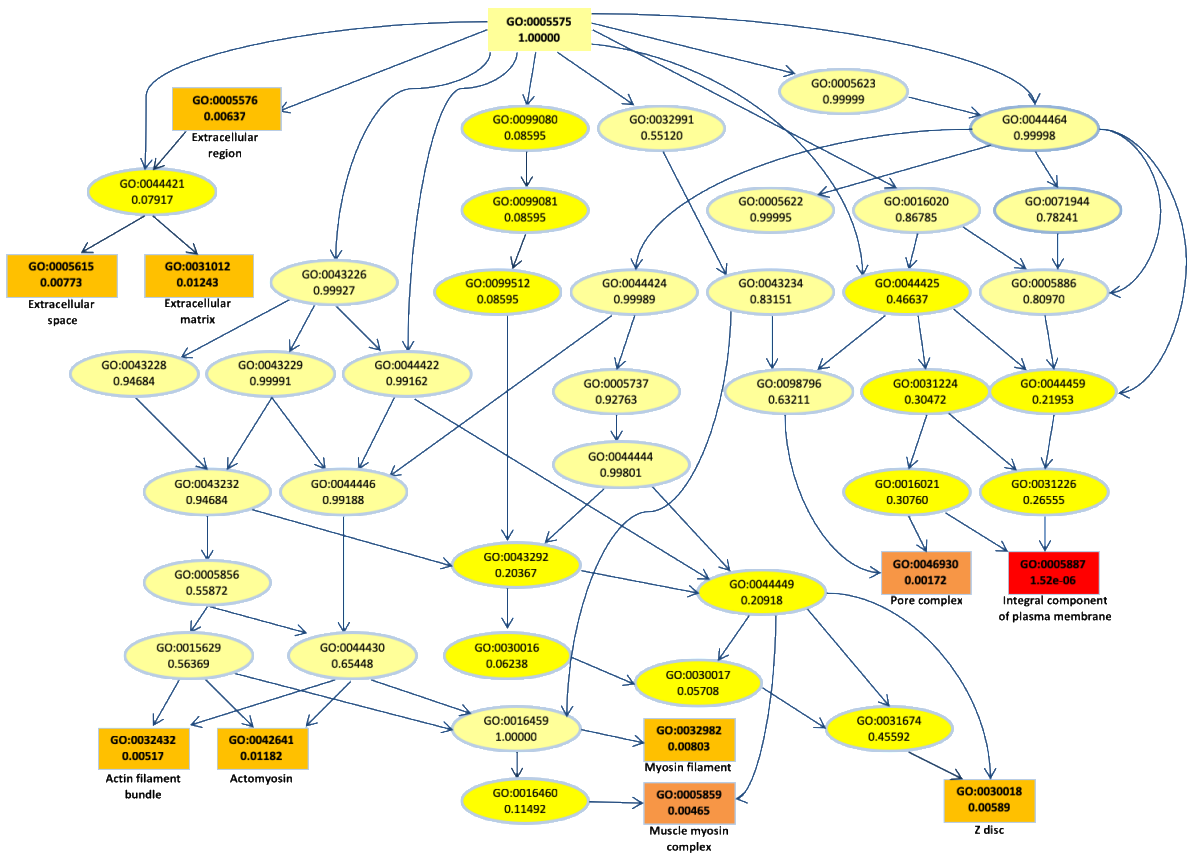 GO:0005575
1.00000
GO:0005623
0.99999
GO:0005576
0.00637
Extracellular
region
GO:0099080
0.08595
GO:0032991
0.55120
GO:0044464
0.99998
GO:0044421
0.07917
GO:0099081
0.08595
GO:0005622
0.99995
GO:0016020
0.86785
GO:0071944
0.78241
GO:0005615
0.00773
Extracellular
space
GO:0031012
0.01243
Extracellular
matrix
GO:0043226
0.99927
GO:0099512
0.08595
GO:0044424
0.99989
GO:0043234
0.83151
GO:0044425
0.46637
GO:0005886
0.80970
GO:0043228
0.94684
GO:0043229
0.99991
GO:0044422
0.99162
GO:0005737
0.92763
GO:0098796
0.63211
GO:0031224
0.30472
GO:0044459
0.21953
GO:0044444
0.99801
GO:0043232
0.94684
GO:0044446
0.99188
GO:0016021
0.30760
GO:0031226
0.26555
GO:0043292
0.20367
GO:0046930
0.00172
Pore complex
GO:0005887
1.52e-06
Integral component
of plasma membrane
GO:0005856
0.55872
GO:0044449
0.20918
GO:0015629
0.56369
GO:0044430
0.65448
GO:0030016
0.06238
GO:0030017
0.05708
GO:0016459
1.00000
GO:0031674
0.45592
GO:0032432
0.00517
Actin filament
bundle
GO:0042641
0.01182
Actomyosin
GO:0032982
0.00803
Myosin filament
GO:0016460
0.11492
GO:0005859
0.00465
Muscle myosin
complex
GO:0030018
0.00589
Z disc